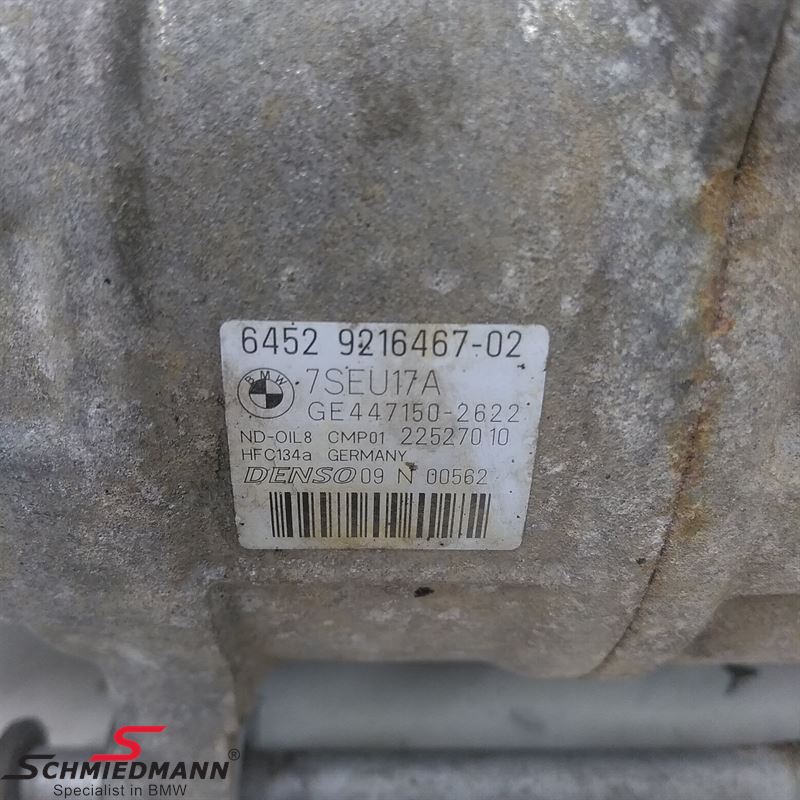 6452 9216467-02
BMW 7SEU17A
GE447150-2622
ND-OIL8 CMP01 22527010
HFC134a GERMANY
DENSO 09 N 00562
SCHMIEDMANN®
Specialist in BMW